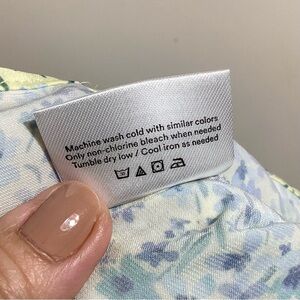 Machine wash cold with similar colors
Only non-chlorine bleach when needed
Tumble dry low / Cool iron as needed